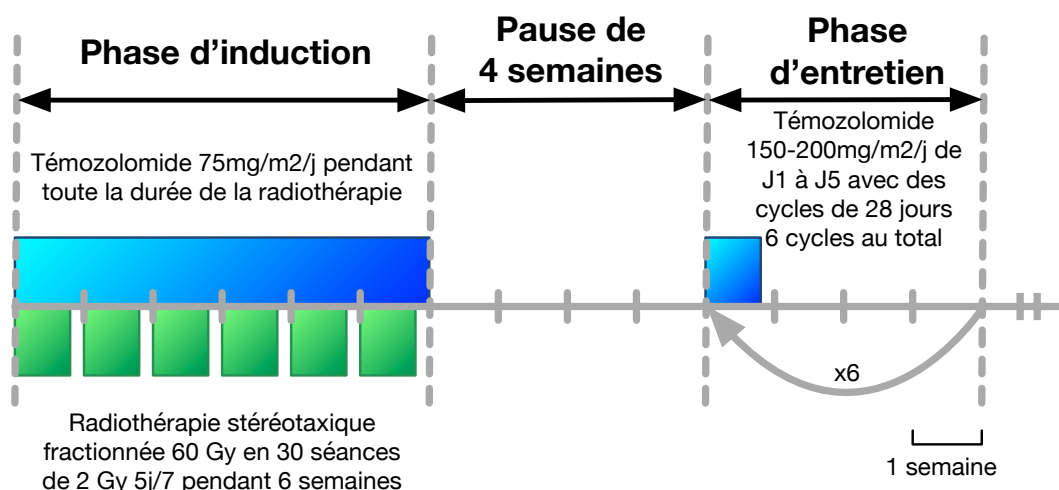 Phase d'induction
Pause de
4 semaines
Phase
d'entretien
Témozolomide 75mg/m2/j pendant
toute la durée de la radiothérapie
Témozolomide
150-200mg/m2/j de
J1 à J5 avec des
cycles de 28 jours
6 cycles au total
x6
Radiothérapie stéréotaxique
fractionnée 60 Gy en 30 séances
de 2 Gy 5j/7 pendant 6 semaines
1 semaine